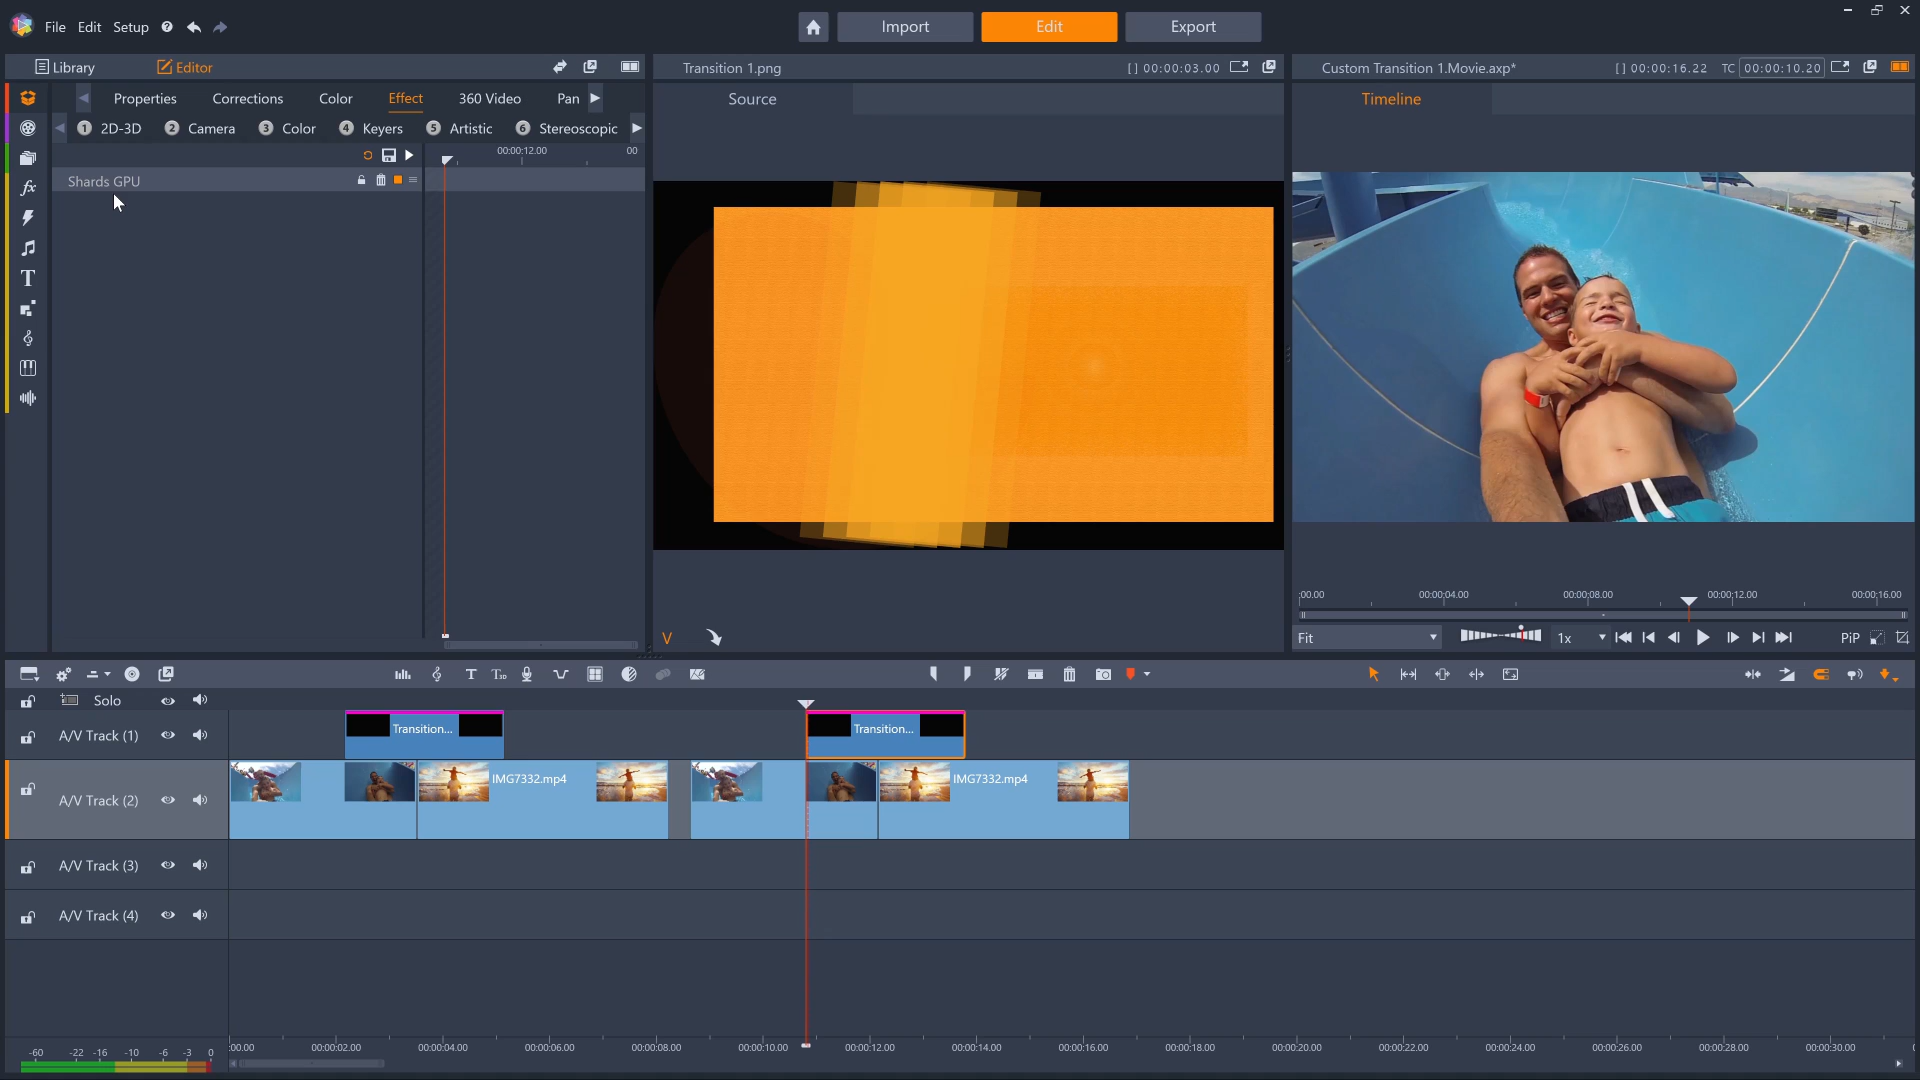 File Edit Setup
Import Edit Export
Library Editor
Transition 1.png [] 00:00:03.00
Custom Transition 1.Movie.axp* [] 00:00:16.22 TC 00:00:10.20
Properties Corrections Color Effect 360 Video Pan
Source
Timeline
1 2D-3D 2 Camera 3 Color 4 Keyers 5 Artistic 6 Stereoscopic
00:00:12.00 00
Shards GPU
:00.00 00:00:04.00 00:00:08.00 00:00:12.00 00:00:16.00
V
Fit 1x PiP
T T3D
Solo
A/V Track (1)
Transition...
Transition...
A/V Track (2)
IMG7332.mp4
IMG7332.mp4
A/V Track (3)
A/V Track (4)
:00.00 00:00:02.00 00:00:04.00 00:00:06.00 00:00:08.00 00:00:10.00 00:00:12.00 00:00:14.00 00:00:16.00 00:00:18.00 00:00:20.00 00:00:22.00 00:00:24.00 00:00:26.00 00:00:28.00 00:00:30.00
-60 -22 -16 -10 -6 -3 0